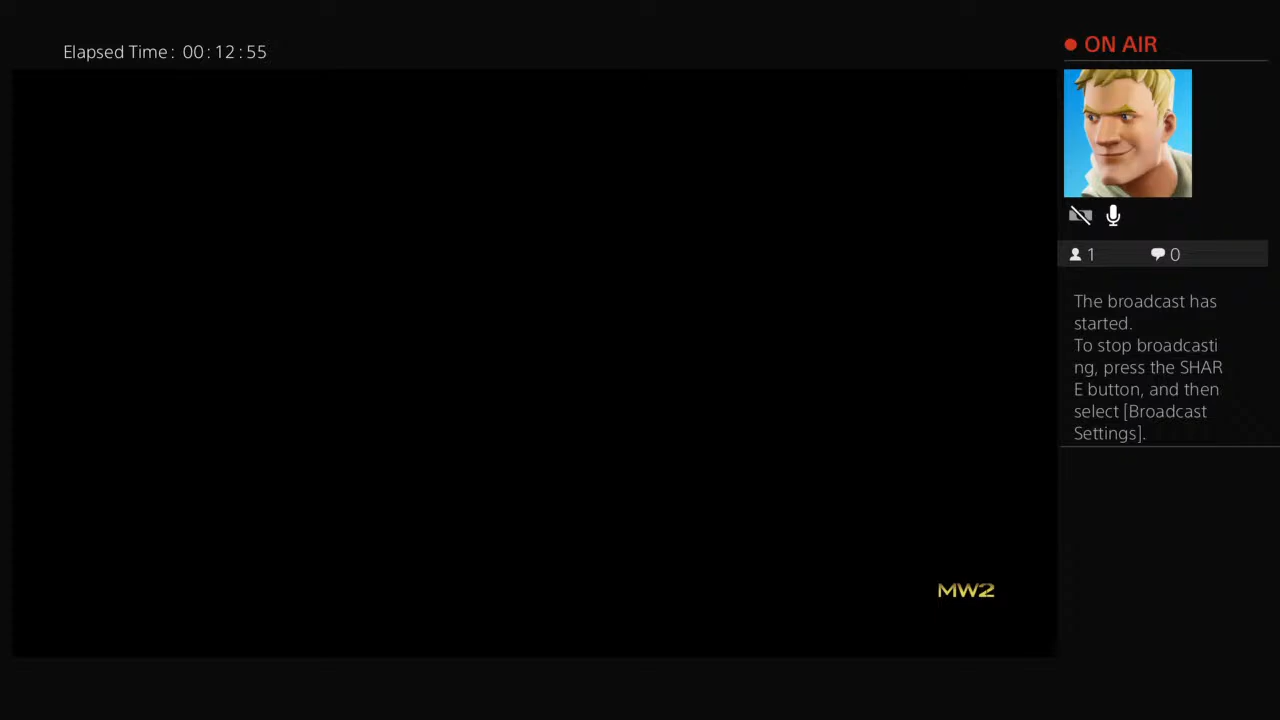 Elapsed Time: 00:12:55
ON AIR
1 0
The broadcast has
started.
To stop broadcasti
ng, press the SHAR
E button, and then
select [Broadcast
Settings].
MW2